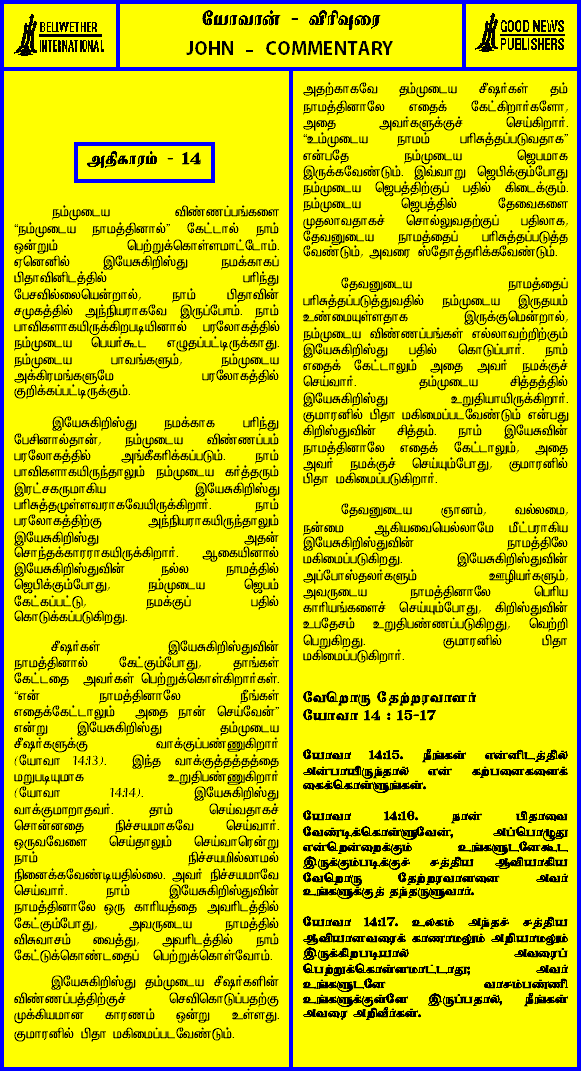 BELWETHER
INTERNATIONAL
யோவான் - விரிவுரை
JOHN - COMMENTARY
GOOD NEWS
PUBLISHERS
அதிகாரம் - 14
நம்முடைய விண்ணப்பங்களை
“நம்முடைய நாமத்தினால்” கேட்டால் நாம்
ஒன்றும் பெற்றுக்கொள்ளமாட்டோம்.
ஏனெனில் இயேசுகிறிஸ்து நமக்காகப்
பிதாவினிடத்தில் பரிந்து
பேசவில்லையென்றால், நாம் பிதாவின்
சமுகத்தில் அந்நியராகவே இருப்போம். நாம்
பாவிகளாகயிருக்கிறபடியினால் பரலோகத்தில்
நம்முடைய பெயர்கூட எழுதப்பட்டிருக்காது.
நம்முடைய பாவங்களும், நம்முடைய
அக்கிரமங்களுமே பரலோகத்தில்
குறிக்கப்பட்டிருக்கும்.
இயேசுகிறிஸ்து நமக்காக பரிந்து
பேசினால்தான், நம்முடைய விண்ணப்பம்
பரலோகத்தில் அங்கீகரிக்கப்படும். நாம்
பாவிகளாகயிருந்தாலும் நம்முடைய கர்த்தரும்
இரட்சகருமாகிய இயேசுகிறிஸ்து
பரிசுத்தமுள்ளவராகவேயிருக்கிறார். நாம்
பரலோகத்திற்கு அந்நியராகயிருந்தாலும்
இயேசுகிறிஸ்து அதன்
சொந்தக்காரராகயிருக்கிறார். ஆகையினால்
இயேசுகிறிஸ்துவின் நல்ல நாமத்தில்
ஜெபிக்கும்போது, நம்முடைய ஜெபம்
கேட்கப்பட்டு, நமக்குப் பதில்
கொடுக்கப்படுகிறது.
சீஷர்கள் இயேசுகிறிஸ்துவின்
நாமத்தினால் கேட்கும்போது, தாங்கள்
கேட்டதை அவர்கள் பெற்றுக்கொள்கிறார்கள்.
“என் நாமத்தினாலே நீங்கள்
எதைக்கேட்டாலும் அதை நான் செய்வேன்”
என்று இயேசுகிறிஸ்து தம்முடைய
சீஷர்களுக்கு வாக்குப்பண்ணுகிறார்
(யோவா 14:13). இந்த வாக்குத்தத்தத்தை
மறுபடியுமாக உறுதிபண்ணுகிறார்
(யோவா 14:14). இயேசுகிறிஸ்து
வாக்குமாறாதவர். தாம் செய்வதாகச்
சொன்னதை நிச்சயமாகவே செய்வார்.
ஒருவவேளை செய்தாலும் செய்வாரென்று
நாம் நிச்சயமில்லாமல்
நினைக்கவேண்டியதில்லை. அவர் நிச்சயமாவே
செய்வார். நாம் இயேசுகிறிஸ்துவின்
நாமத்தினாலே ஒரு காரியத்தை அவரிடத்தில்
கேட்கும்போது, அவருடைய நாமத்தில்
விசுவாசம் வைத்து, அவரிடத்தில் நாம்
கேட்டுக்கொண்டதைப் பெற்றுக்கொள்வோம்.
இயேசுகிறிஸ்து தம்முடைய சீஷர்களின்
விண்ணப்பத்திற்குச் செவிகொடுப்பதற்கு
முக்கியமான காரணம் ஒன்று உள்ளது.
குமாரனில் பிதா மகிமைப்படவேண்டும்.
அதற்காகவே தம்முடைய சீஷர்கள் தம்
நாமத்தினாலே எதைக் கேட்கிறார்களோ,
அதை அவர்களுக்குச் செய்கிறார்.
“உம்முடைய நாமம் பரிசுத்தப்படுவதாக”
என்பதே நம்முடைய ஜெபமாக
இருக்கவேண்டும். இவ்வாறு ஜெபிக்கும்போது
நம்முடைய ஜெபத்திற்குப் பதில் கிடைக்கும்.
நம்முடைய ஜெபத்தில் தேவைகளை
முதலாவதாகச் சொல்லுவதற்குப் பதிலாக,
தேவனுடைய நாமத்தைப் பரிசுத்தப்படுத்த
வேண்டும், அவரை ஸ்தோத்தரிக்கவேண்டும்.
தேவனுடைய நாமத்தைப்
பரிசுத்தப்படுத்துவதில் நம்முடைய இருதயம்
உண்மையுள்ளதாக இருக்குமென்றால்,
நம்முடைய விண்ணப்பங்கள் எல்லாவற்றிற்கும்
இயேசுகிறிஸ்து பதில் கொடுப்பார். நாம்
எதைக் கேட்டாலும் அதை அவர் நமக்குச்
செய்வார். தம்முடைய சித்தத்தில்
இயேசுகிறிஸ்து உறுதியாயிருக்கிறார்.
குமாரனில் பிதா மகிமைப்படவேண்டும் என்பது
கிறிஸ்துவின் சித்தம். நாம் இயேசுவின்
நாமத்தினாலே எதைக் கேட்டாலும், அதை
அவர் நமக்குச் செய்யும்போது, குமாரனில்
பிதா மகிமைப்படுகிறார்.
தேவனுடைய ஞானம், வல்லமை,
நன்மை ஆகியவையெல்லாமே மீட்பராகிய
இயேசுகிறிஸ்துவின் நாமத்திலே
மகிமைப்படுகிறது. இயேசுகிறிஸ்துவின்
அப்போஸ்தலர்களும் ஊழியர்களும்,
அவருடைய நாமத்தினாலே பெரிய
காரியங்களைச் செய்யும்போது, கிறிஸ்துவின்
உபதேசம் உறுதிபண்ணப்படுகிறது, வெற்றி
பெறுகிறது. குமாரனில் பிதா
மகிமைப்படுகிறார்.
வேறொரு தேற்றரவாளர்
யோவா 14 : 15-17
யோவா 14:15. நீங்கள் என்னிடத்தில்
அன்பாயிருந்தால் என் கற்பனைகளைக்
கைக்கொள்ளுங்கள்.
யோவா 14:16. நான் பிதாவை
வேண்டிக்கொள்ளுவேன், அப்பொழுது
என்றென்றைக்கும் உங்களுடனேகூட
இருக்கும்படிக்குச் சத்திய ஆவியாகிய
வேறொரு தேற்றரவாளனை அவர்
உங்களுக்குத் தந்தருளுவார்.
யோவா 14:17. உலகம் அந்தச் சத்திய
ஆவியானவரைக் காணாமலும் அறியாமலும்
இருக்கிறபடியால் அவரைப்
பெற்றுக்கொள்ளமாட்டாது; அவர்
உங்களுடனே வாசம்பண்ணி
உங்களுக்குள்ளே இருப்பதால், நீங்கள்
அவரை அறிவீர்கள்.